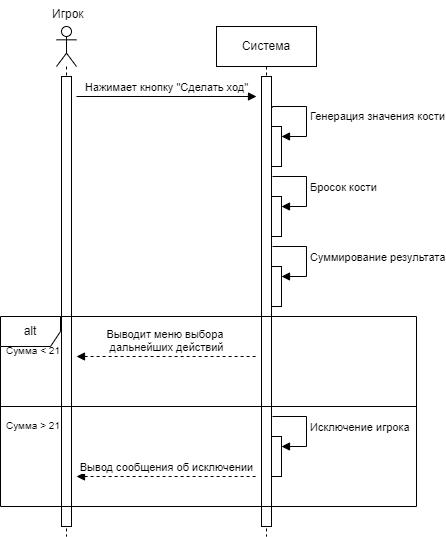 Игрок
Система
Нажимает кнопку "Сделать ход"
Генерация значения кости
Бросок кости
Суммирование результата
alt
Выводит меню выбора
дальнейших действий
Сумма < 21
Сумма > 21
Исключение игрока
Вывод сообщения об исключении